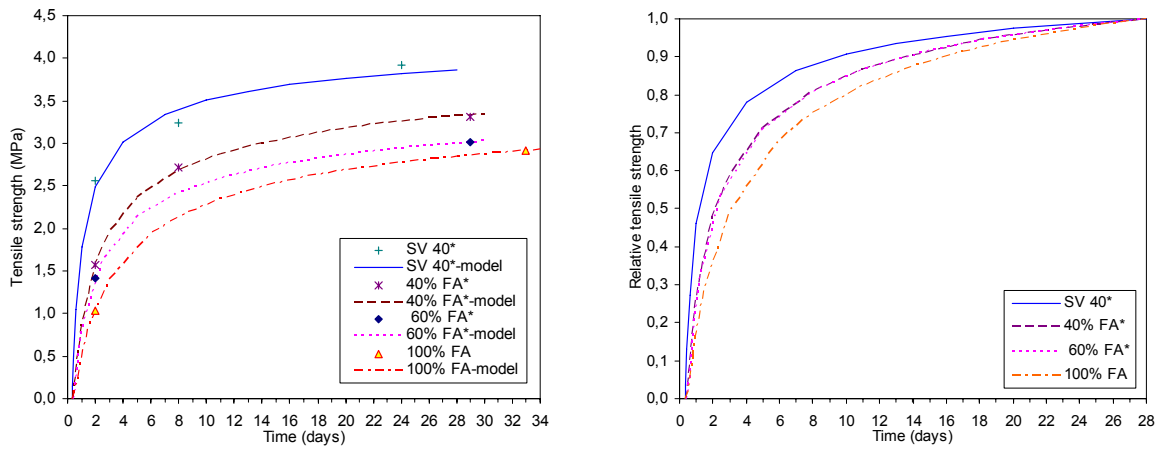 4,5
4,0
3,5
3,0
2,5
2,0
1,5
1,0
0,5
0,0
Tensile strength (MPa)
0 2 4 6 8 10 12 14 16 18 20 22 24 26 28 30 32 34
Time (days)
SV 40*
SV 40*-model
40% FA*
40% FA*-model
60% FA*
60% FA*-model
100% FA
100% FA-model
1,0
0,9
0,8
0,7
0,6
0,5
0,4
0,3
0,2
0,1
0,0
Relative tensile strength
0 2 4 6 8 10 12 14 16 18 20 22 24 26 28
Time (days)
SV 40*
40% FA*
60% FA*
100% FA